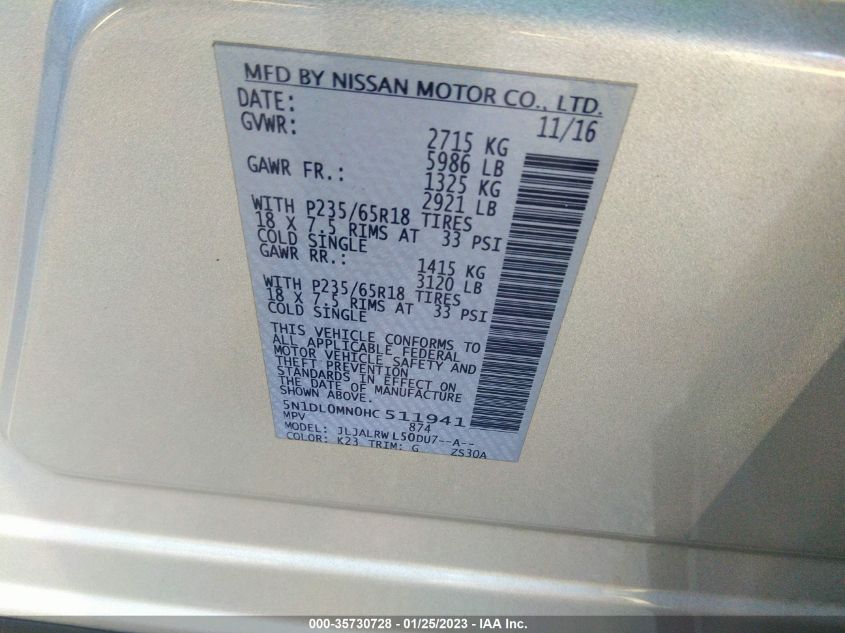 MFD BY NISSAN MOTOR CO., LTD.
DATE: 11/16
GVWR: 2715 KG
5986 LB
GAWR FR.: 1325 KG
2921 LB
WITH P235/65R18 TIRES
18 X 7.5 RIMS AT 33 PSI
COLD SINGLE
GAWR RR.: 1415 KG
3120 LB
WITH P235/65R18 TIRES
18 X 7.5 RIMS AT 33 PSI
COLD SINGLE
THIS VEHICLE CONFORMS TO
ALL APPLICABLE FEDERAL
MOTOR VEHICLE SAFETY AND
THEFT PREVENTION
STANDARDS IN EFFECT ON
THE DATE OF MANUFACTURE
SHOWN ABOVE.
5N1DL0MN0HC511941
MPV 874
MODEL: JLJALRWL50DU7--A--
COLOR: K23 TRIM: G ZS30A
000-35730728 - 01/25/2023 - IAA Inc.